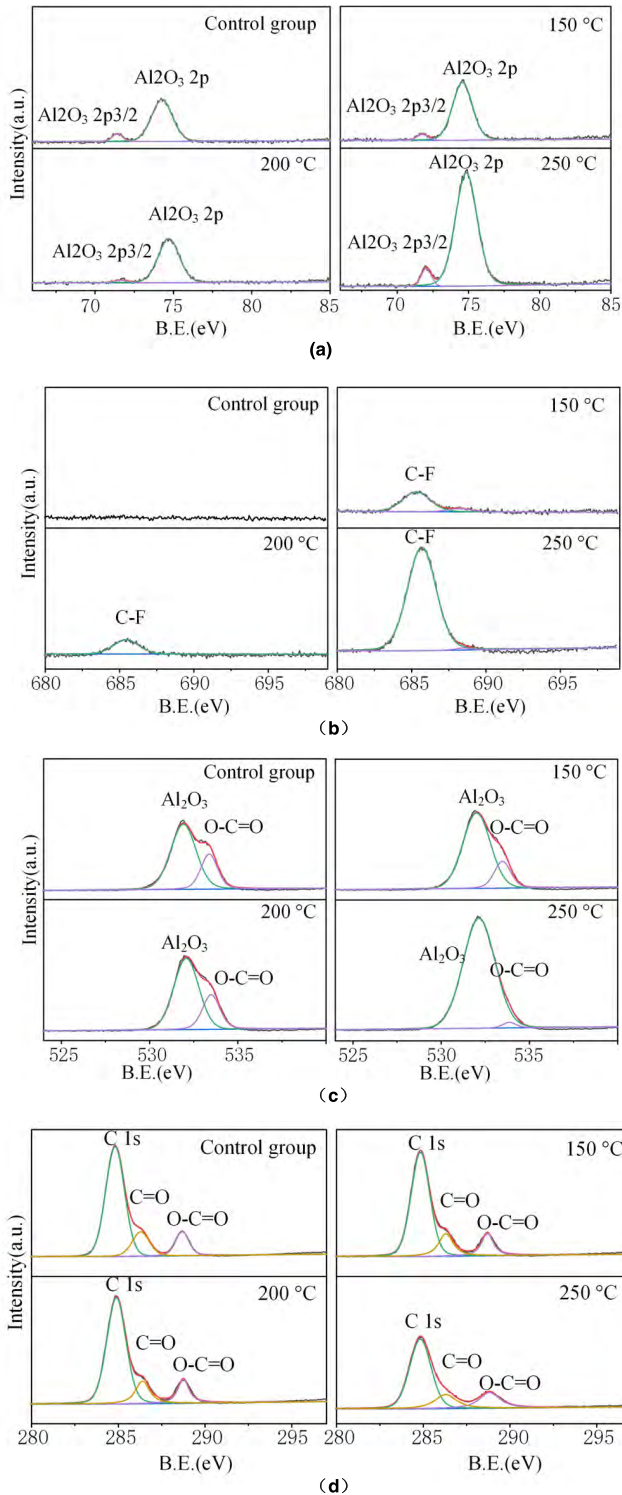 Control group
150 °C
Al2O₃ 2p
Al2O₃ 2p3/2
Al2O₃ 2p
Al2O₃ 2p3/2
200 °C
250 °C
Al2O₃ 2p
Al2O₃ 2p3/2
Al2O₃ 2p
Al2O₃ 2p3/2
Intensity(a.u.)
70 75 80 85
70 75 80 85
B.E.(eV)
B.E.(eV)
(a)
Control group
150 °C
C-F
200 °C
250 °C
C-F
C-F
Intensity(a.u.)
680 685 690 695
680 685 690 695
B.E.(eV)
B.E.(eV)
（b）
Control group
150 °C
Al₂O₃
O-C=O
Al₂O₃
O-C=O
200 °C
250 °C
Al₂O₃
O-C=O
Al₂O₃
O-C=O
Intensity(a.u.)
525 530 535
525 530 535
B.E.(eV)
B.E.(eV)
（c）
Control group
150 °C
C 1s
C=O
O-C=O
C 1s
C=O
O-C=O
200 °C
250 °C
C 1s
C=O
O-C=O
C 1s
C=O
O-C=O
Intensity(a.u.)
280 285 290 295
280 285 290 295
B.E.(eV)
B.E.(eV)
（d）